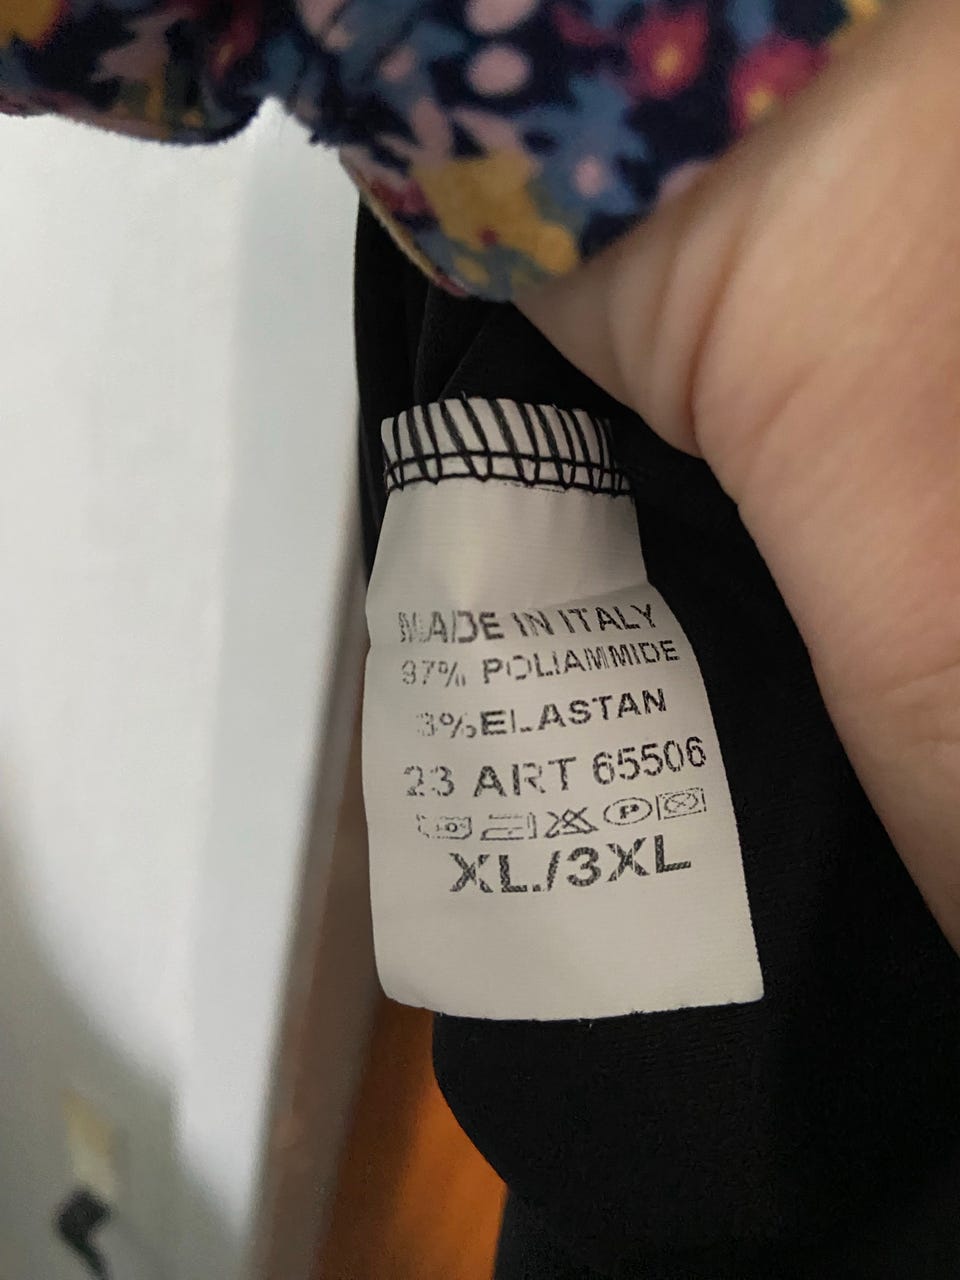 MADE IN ITALY
97% POLIAMMIDE
3%ELASTAN
23 ART 65506
P
XL/3XL